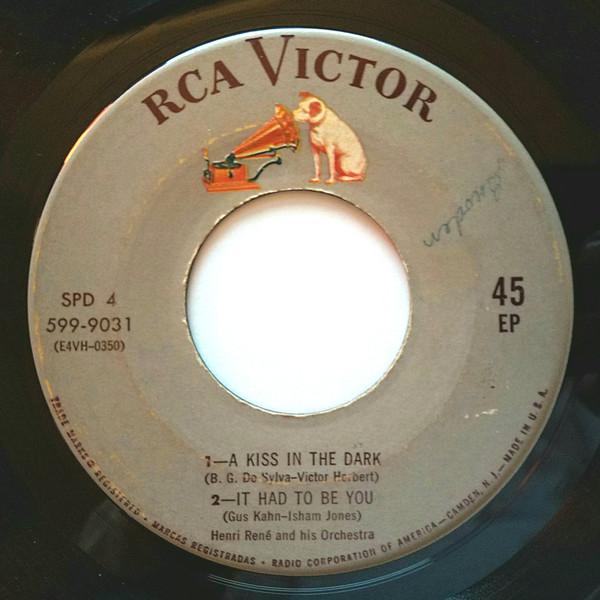 RCA VICTOR
SPD 4
599-9031
(E4VH-0350)
45
EP
1—A KISS IN THE DARK
(B. G. De Sylva-Victor Herbert)
2—IT HAD TO BE YOU
(Gus Kahn-Isham Jones)
Henri René and his Orchestra
TRADE MARKS ® REGISTERED • MARCAS REGISTRADAS • RADIO CORPORATION OF AMERICA—CAMDEN, N. J.—MADE IN U. S. A.